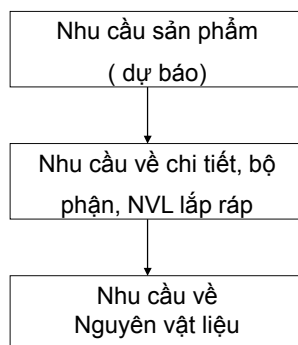 Nhu cầu sản phẩm
( dự báo)
Nhu cầu về chi tiết, bộ
phận, NVL lắp ráp
Nhu cầu về
Nguyên vật liệu